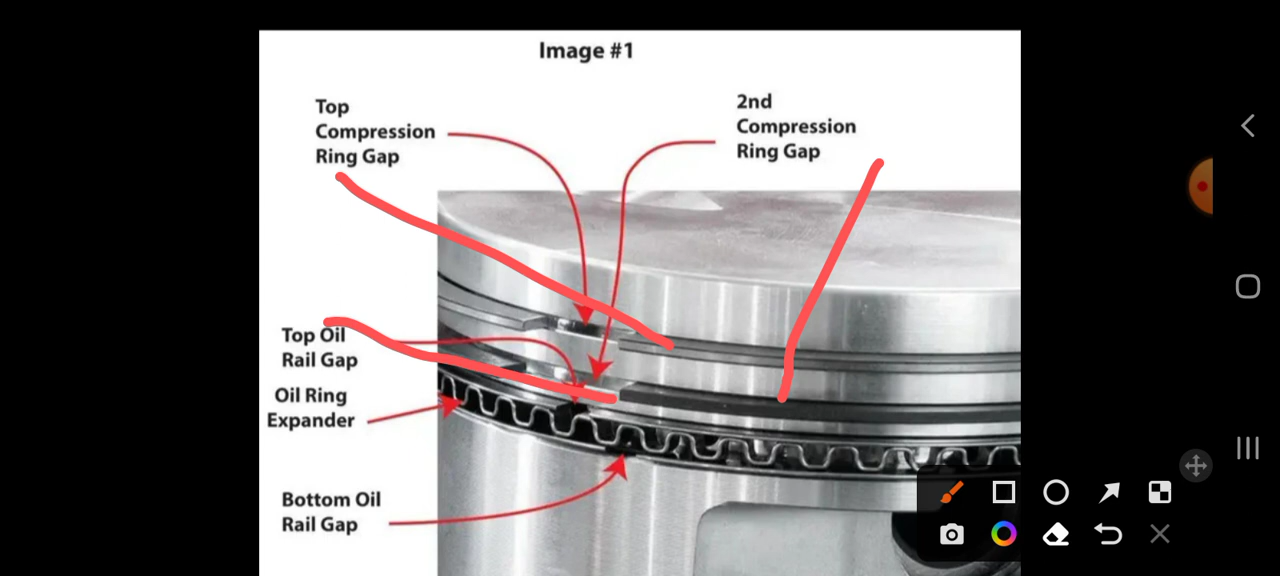 Image #1
Top
Compression
Ring Gap
2nd
Compression
Ring Gap
Top Oil
Rail Gap
Oil Ring
Expander
Bottom Oil
Rail Gap